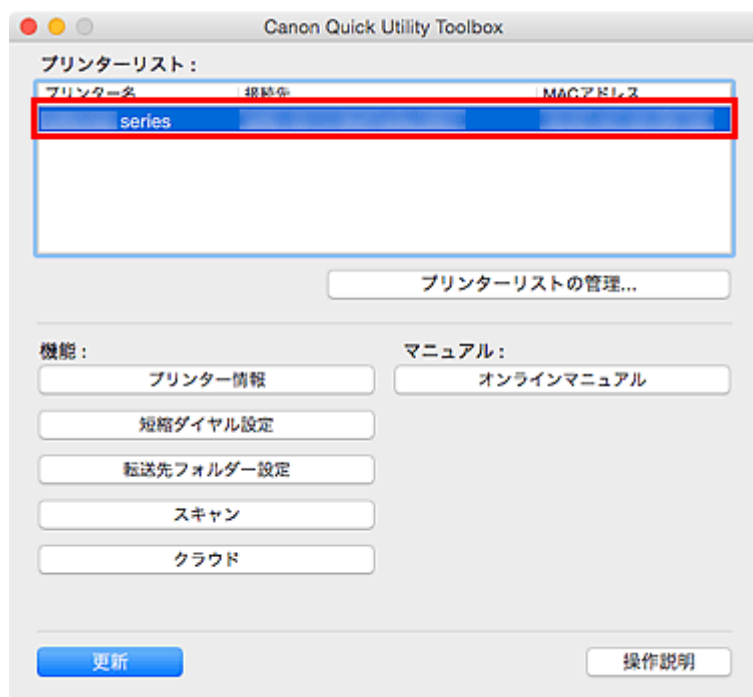 Canon Quick Utility Toolbox
プリンターリスト：
プリンター名 接続先 MACアドレス
series
プリンターリストの管理...
機能： マニュアル：
プリンター情報 オンラインマニュアル
短縮ダイヤル設定
転送先フォルダー設定
スキャン
クラウド
更新 操作説明